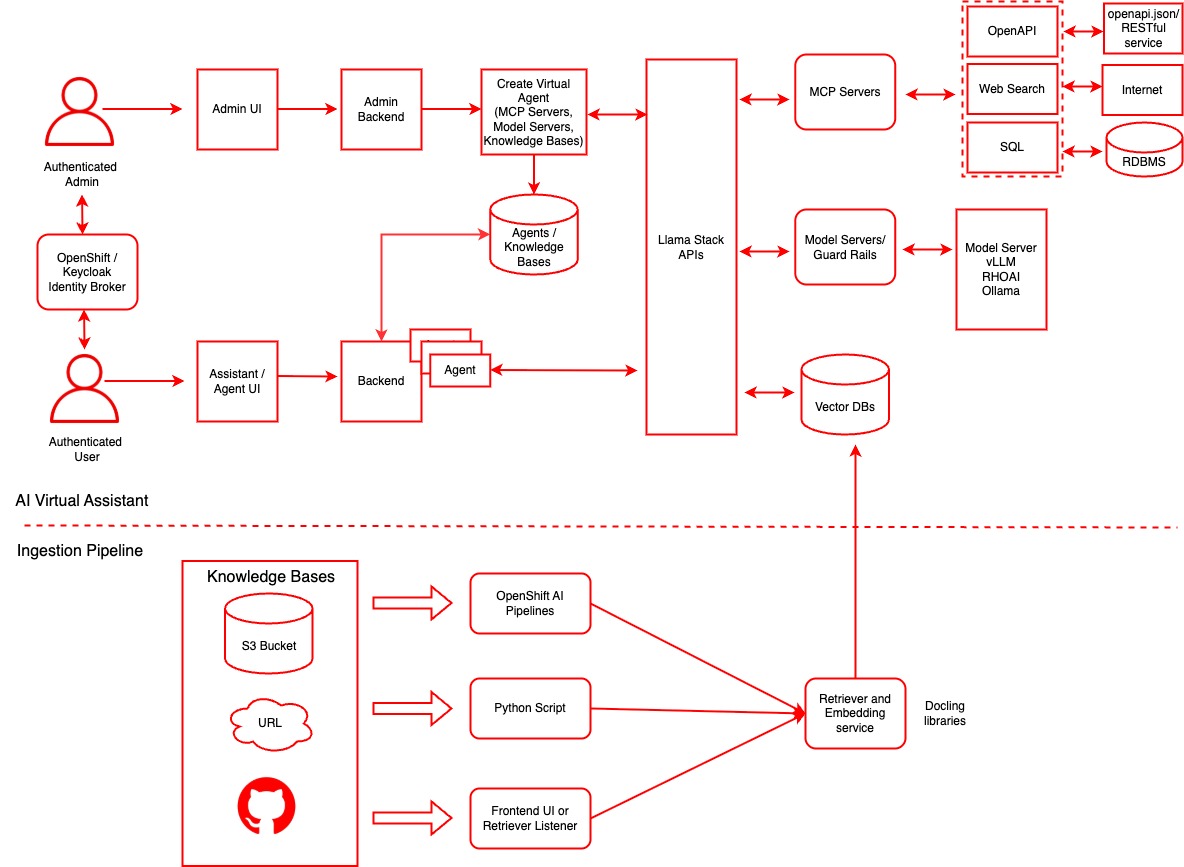 OpenAPI
openapi.json/
RESTful
service
Web Search
Internet
SQL
RDBMS
MCP Servers
Admin UI
Admin
Backend
Create Virtual
Agent
(MCP Servers,
Model Servers,
Knowledge Bases)
Authenticated
Admin
Agents /
Knowledge
Bases
Llama Stack
APIs
Model Servers/
Guard Rails
Model Server
vLLM
RHOAI
Ollama
OpenShift /
Keycloak
Identity Broker
Assistant /
Agent UI
Backend
Agent
Vector DBs
Authenticated
User
AI Virtual Assistant
Ingestion Pipeline
Knowledge Bases
S3 Bucket
URL
OpenShift AI
Pipelines
Python Script
Frontend UI or
Retriever Listener
Retriever and
Embedding
service
Docling
libraries